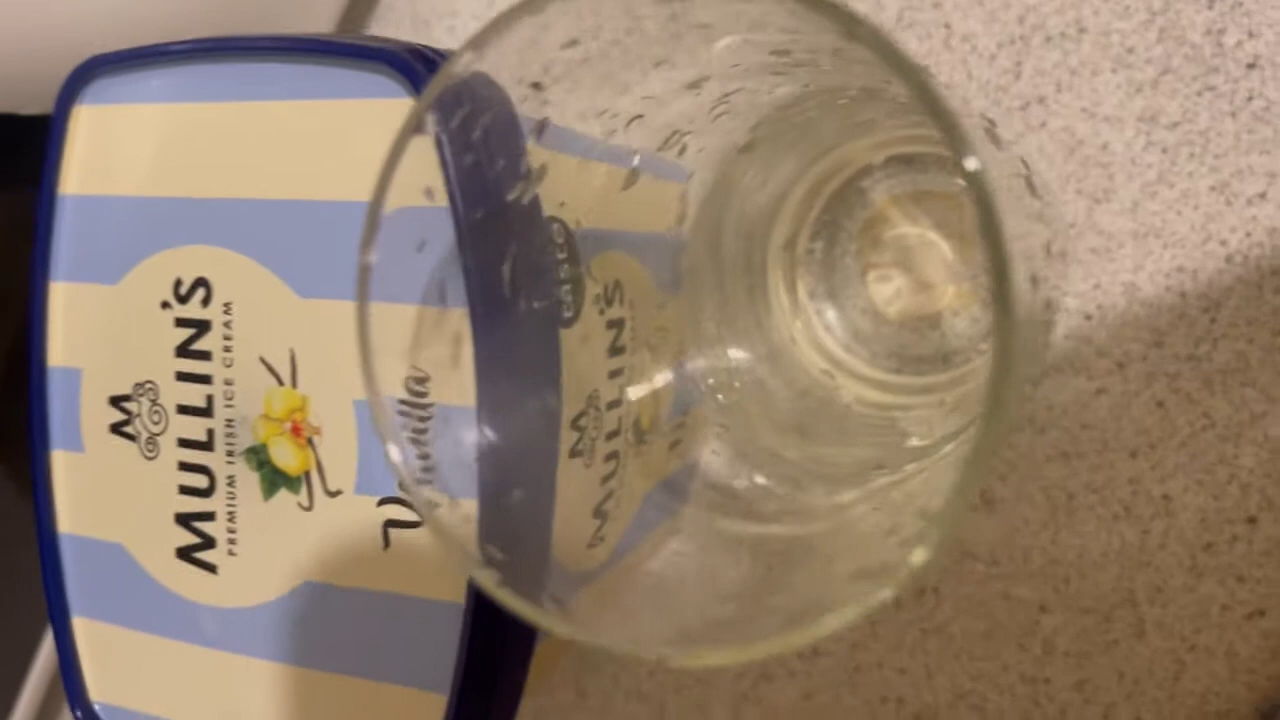 M
MULLIN'S
PREMIUM IRISH ICE CREAM
Vanilla
M
MULLIN'S